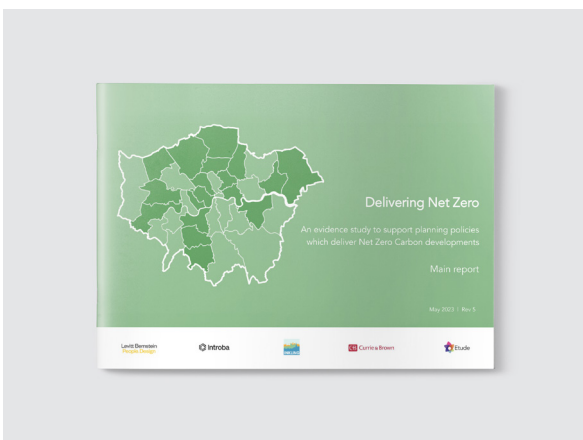 Delivering Net Zero
An evidence study to support planning policies
which deliver Net Zero Carbon developments
Main report
May 2023 | Rev
Levitt Bernstein
People.Design
introba
Currie & Brown
Etude